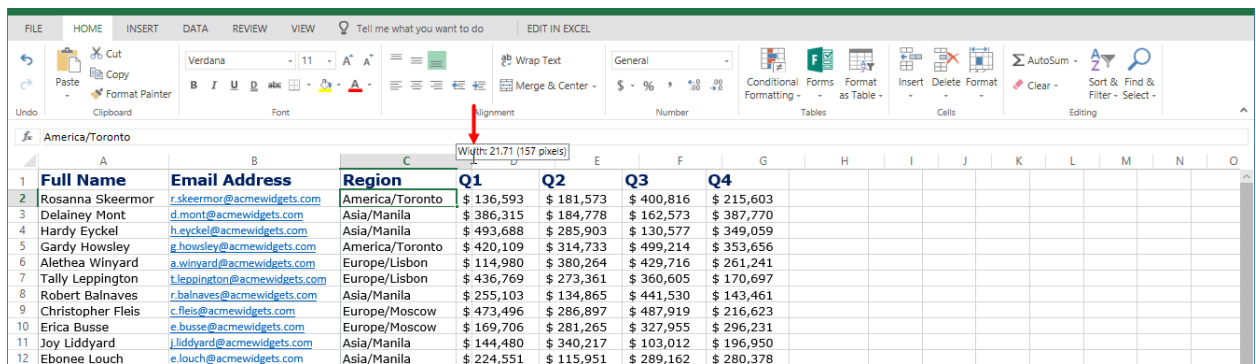 FILE HOME INSERT DATA REVIEW VIEW Tell me what you want to do EDIT IN EXCEL
Cut
Copy
Format Painter
Paste
Undo Clipboard
Verdana 11 A A
B I U D abc A
Font
Wrap Text
Merge & Center
Alignment
General
$ % , .00 .00
Number
Conditional Formatting
Forms
Format as Table
Tables
Insert Delete Format
Cells
AutoSum
Clear
Sort & Filter
Find & Select
Editing
fx America/Toronto
Width: 21.71 (157 pixels)
A B C D E F G H I J K L M N O
1 Full Name Email Address Region Q1 Q2 Q3 Q4
2 Rosanna Skeermor r.skeermor@acmewidgets.com America/Toronto $ 136,593 $ 181,573 $ 400,816 $ 215,603
3 Delainey Mont d.mont@acmewidgets.com Asia/Manila $ 386,315 $ 184,778 $ 162,573 $ 387,770
4 Hardy Eyckel h.eyckel@acmewidgets.com Asia/Manila $ 493,688 $ 285,903 $ 130,577 $ 349,059
5 Gardy Howsley g.howsley@acmewidgets.com America/Toronto $ 420,109 $ 314,733 $ 499,214 $ 353,656
6 Alethea Winyard a.winyard@acmewidgets.com Europe/Lisbon $ 114,980 $ 380,264 $ 429,716 $ 261,241
7 Tally Leppington t.leppington@acmewidgets.com Europe/Lisbon $ 436,769 $ 273,361 $ 360,605 $ 170,697
8 Robert Balnaves r.balnaves@acmewidgets.com Asia/Manila $ 255,103 $ 134,865 $ 441,530 $ 143,461
9 Christopher Fleis c.fleis@acmewidgets.com Europe/Moscow $ 473,496 $ 286,897 $ 487,919 $ 216,623
10 Erica Busse e.busse@acmewidgets.com Europe/Moscow $ 169,706 $ 281,265 $ 327,955 $ 296,231
11 Joy Liddyard j.liddyard@acmewidgets.com Asia/Manila $ 144,480 $ 340,217 $ 103,012 $ 196,950
12 Ebonee Louch e.louch@acmewidgets.com Asia/Manila $ 224,551 $ 115,951 $ 289,162 $ 280,378